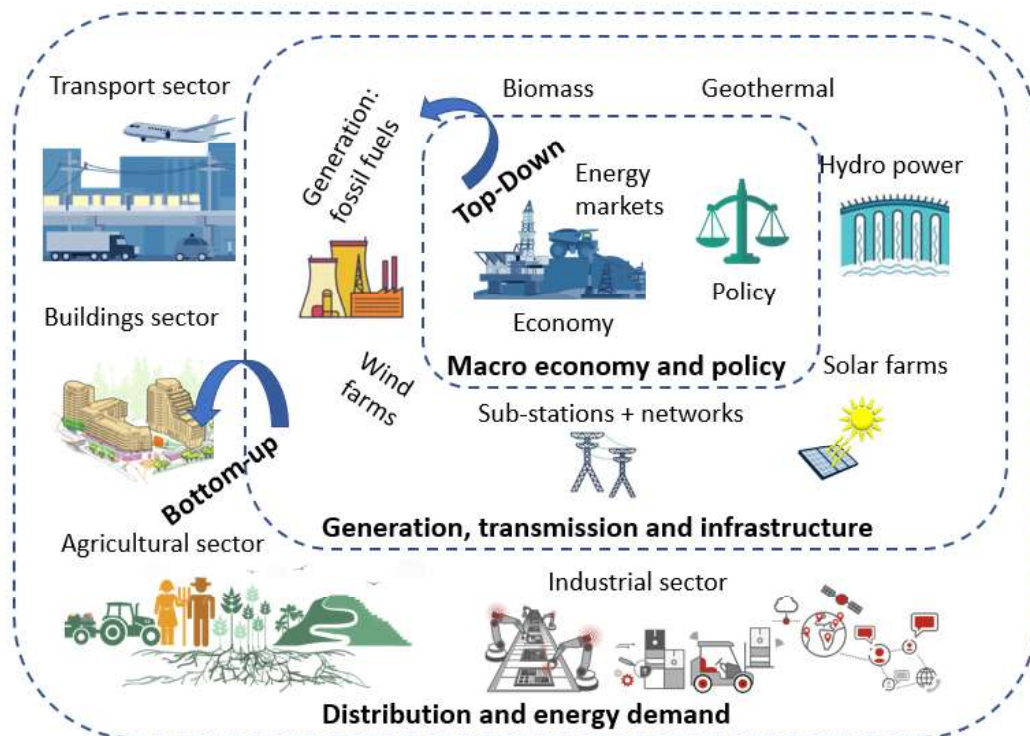 Transport sector
Biomass
Geothermal
Generation:
fossil fuels
Top-Down
Energy
markets
Hydro power
Policy
Economy
Buildings sector
Macro economy and policy
Solar farms
Wind
farms
Sub-stations + networks
Bottom-up
Generation, transmission and infrastructure
Agricultural sector
Industrial sector
Distribution and energy demand